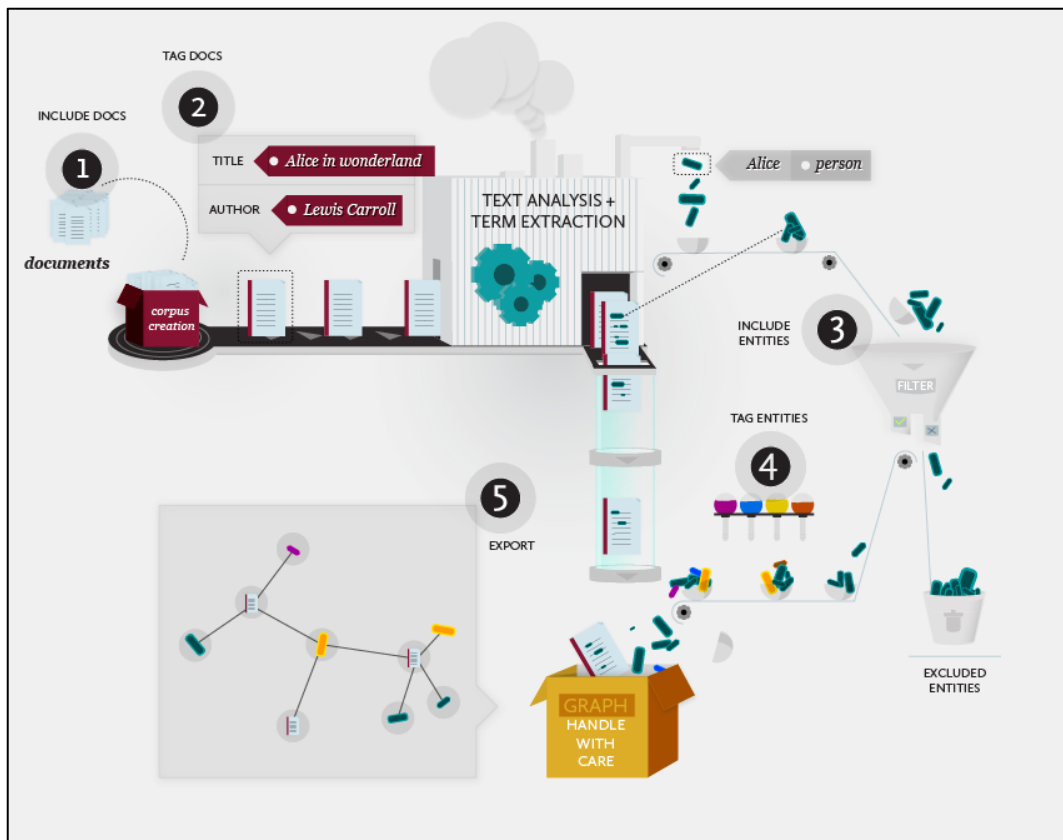 TAG DOCS
2
INCLUDE DOCS
1
documents
corpus
creation
TITLE
Alice in wonderland
AUTHOR
Lewis Carroll
TEXT ANALYSIS +
TERM EXTRACTION
Alice
person
INCLUDE
ENTITIES
3
FILTER
TAG ENTITIES
4
5
EXPORT
EXCLUDED
ENTITIES
GRAPH
HANDLE
WITH
CARE